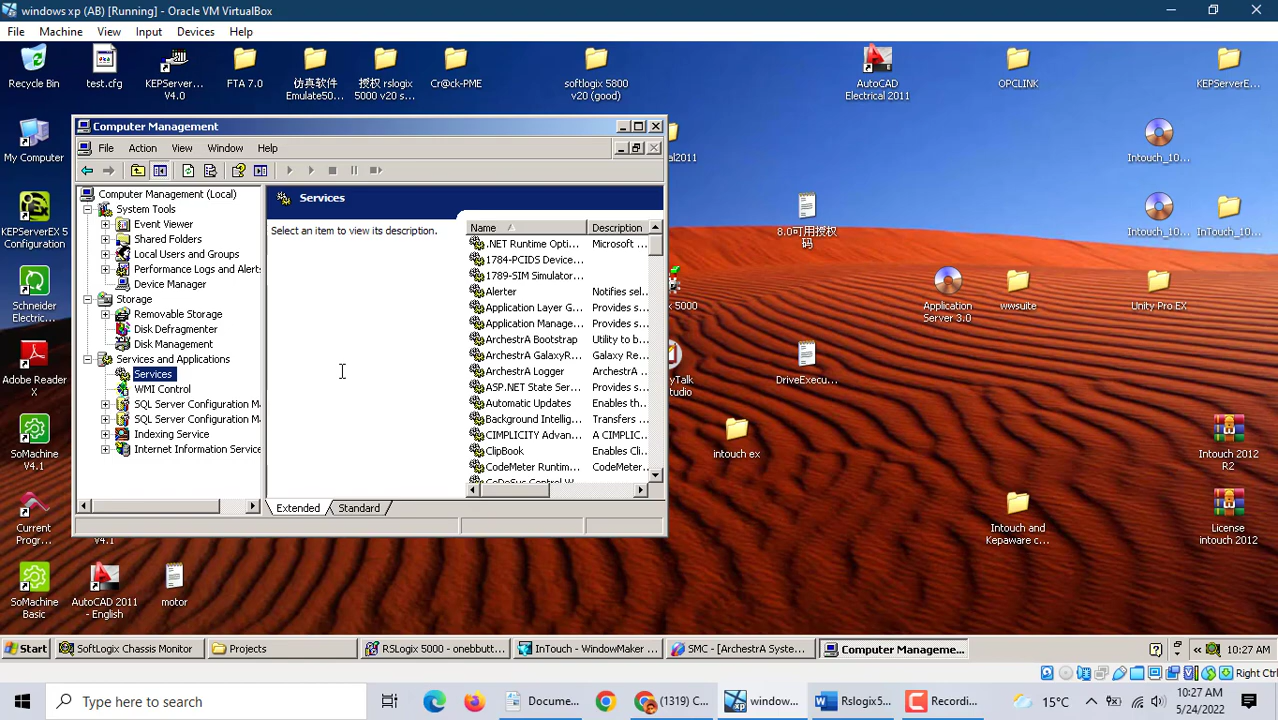 windows xp (AB) [Running] - Oracle VM VirtualBox
File Machine View Input Devices Help
Recycle Bin
test.cfg
KEPServer...
V4.0
FTA 7.0
仿真软件
Emulate50...
授权 rslogix
5000 v20 s...
Cr@ck-PME
softlogix 5800
v20 (good)
AutoCAD
Electrical 2011
OPCLINK
KEPServerE...
My Computer
Computer Management
File Action View Window Help
Computer Management (Local)
System Tools
Event Viewer
Shared Folders
Local Users and Groups
Performance Logs and Alert
Device Manager
Storage
Removable Storage
Disk Defragmenter
Disk Management
Services and Applications
Services
WMI Control
SQL Server Configuration M
SQL Server Configuration M
Indexing Service
Internet Information Service
Services
Select an item to view its description.
Name Description
.NET Runtime Opti... Microsoft ...
1784-PCIDS Device...
1789-SIM Simulator...
Alerter Notifies sel...
Application Layer G... Provides s...
Application Manage... Provides s...
ArchestrA Bootstrap Utility to b...
ArchestrA GalaxyR... Galaxy Re...
ArchestrA Logger ArchestrA ...
ASP.NET State Ser... Provides s...
Automatic Updates Enables th...
Background Intellig... Transfers ...
CIMPLICITY Advan... A CIMPLIC...
ClipBook Enables Cli...
CodeMeter Runtim... CodeMeter...
Extended Standard
al2011
Intouch_10...
KEPServerEX 5
Configuration
8.0可用授权
码
Intouch_10...
InTouch_10...
Schneider
Electric...
k 5000
Application
Server 3.0
wwsuite
Unity Pro EX
Adobe Reader
X
yTalk
tudio
DriveExecu...
SoMachine
V4.1
intouch ex
Intouch 2012
R2
Current
Progr...
V4.1
Intouch and
Kepaware c...
License
intouch 2012
SoMachine
Basic
AutoCAD 2011
- English
motor
Start
SoftLogix Chassis Monitor
Projects
RSLogix 5000 - onebutt...
InTouch - WindowMaker ...
SMC - [ArchestrA Syste...
Computer Manageme...
10:27 AM
Right Ctrl
Type here to search
Docume...
(1319) C...
window...
Rslogix5...
Recordi...
15°C
10:27 AM
5/24/2022